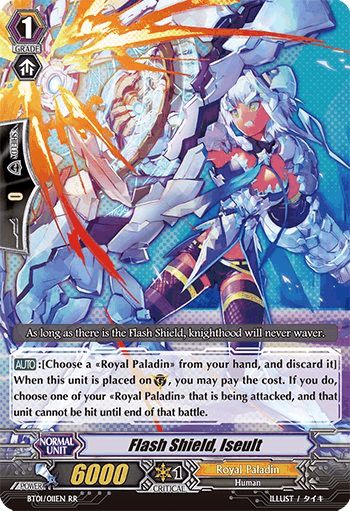 1
GRADE
SHIELD
0
As long as there is the Flash Shield, knighthood will never waver.
AUTO:[Choose a «Royal Paladin» from your hand, and discard it]
When this unit is placed on , you may pay the cost. If you do,
choose one of your «Royal Paladin» that is being attacked, and that
unit cannot be hit until end of that battle.
NORMAL
UNIT
Flash Shield, Iseult
POWER 6000
1
CRITICAL
Royal Paladin
Human
BT01/011EN RR
ILLUST / タイキ